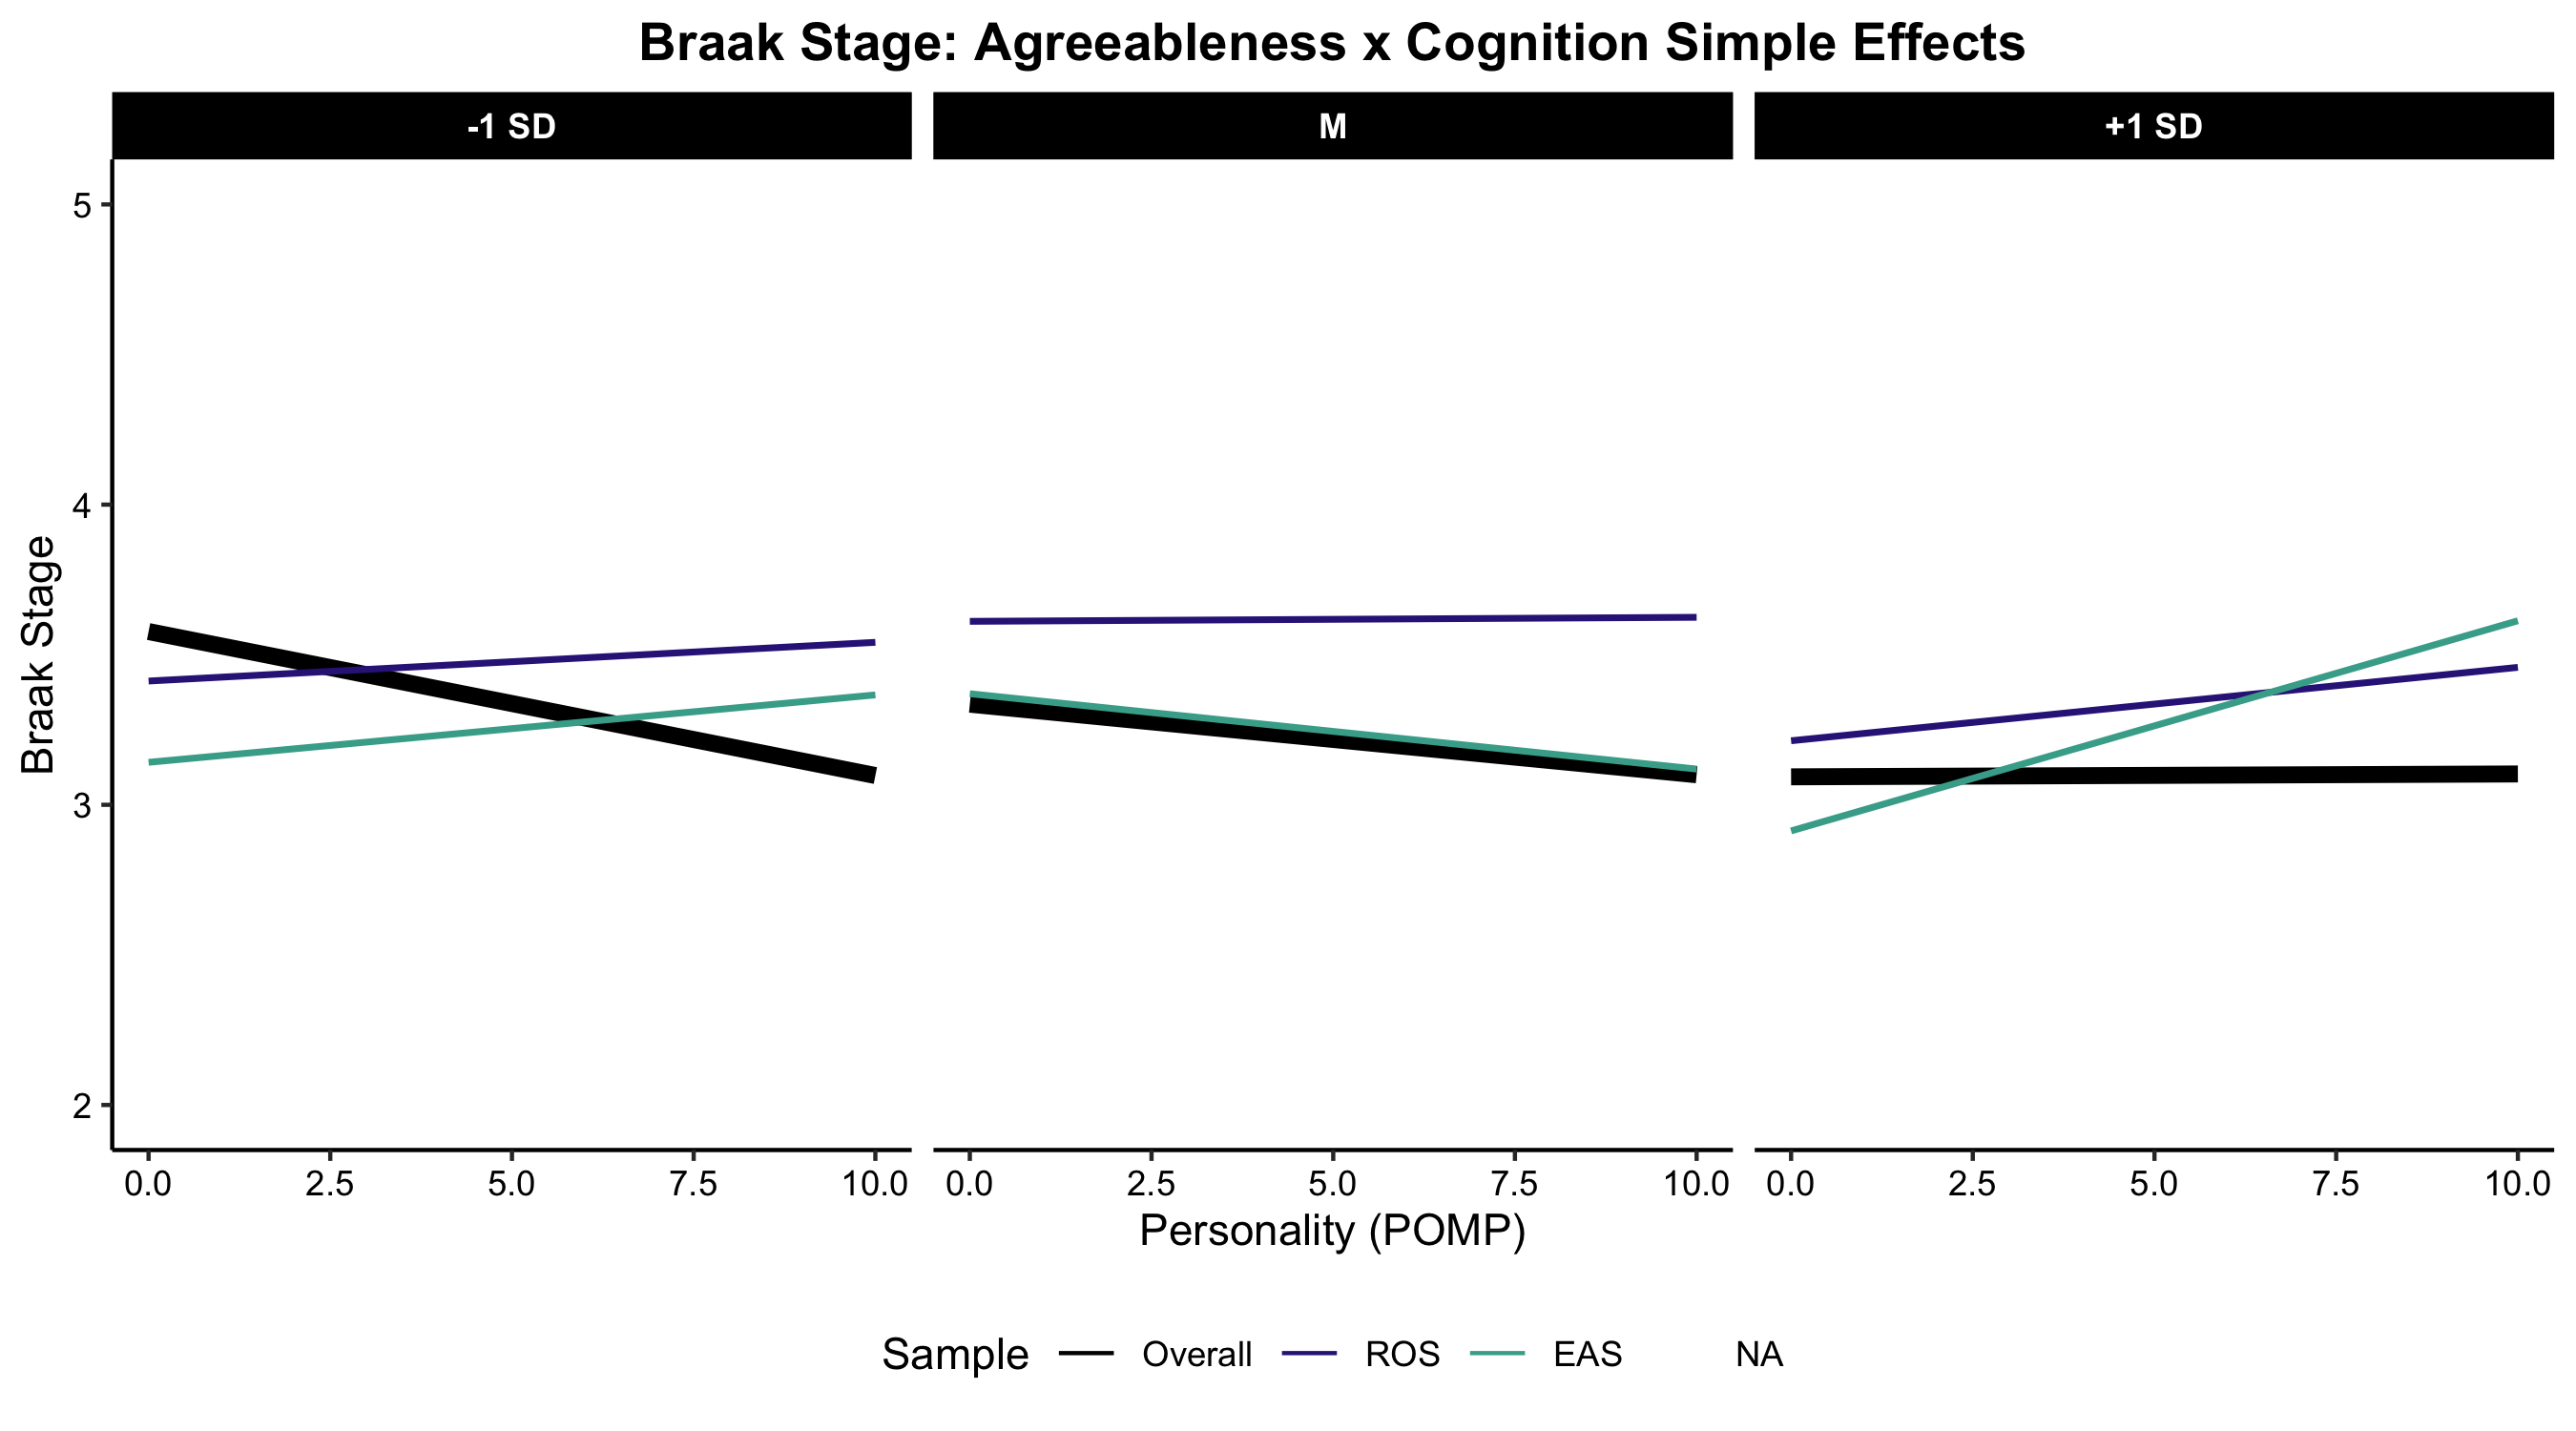 Braak Stage: Agreeableness x Cognition Simple Effects
-1 SD M +1 SD
Braak Stage
5
4
3
2
0.0 2.5 5.0 7.5 10.0 0.0 2.5 5.0 7.5 10.0 0.0 2.5 5.0 7.5 10.0
Personality (POMP)
Sample Overall ROS EAS NA